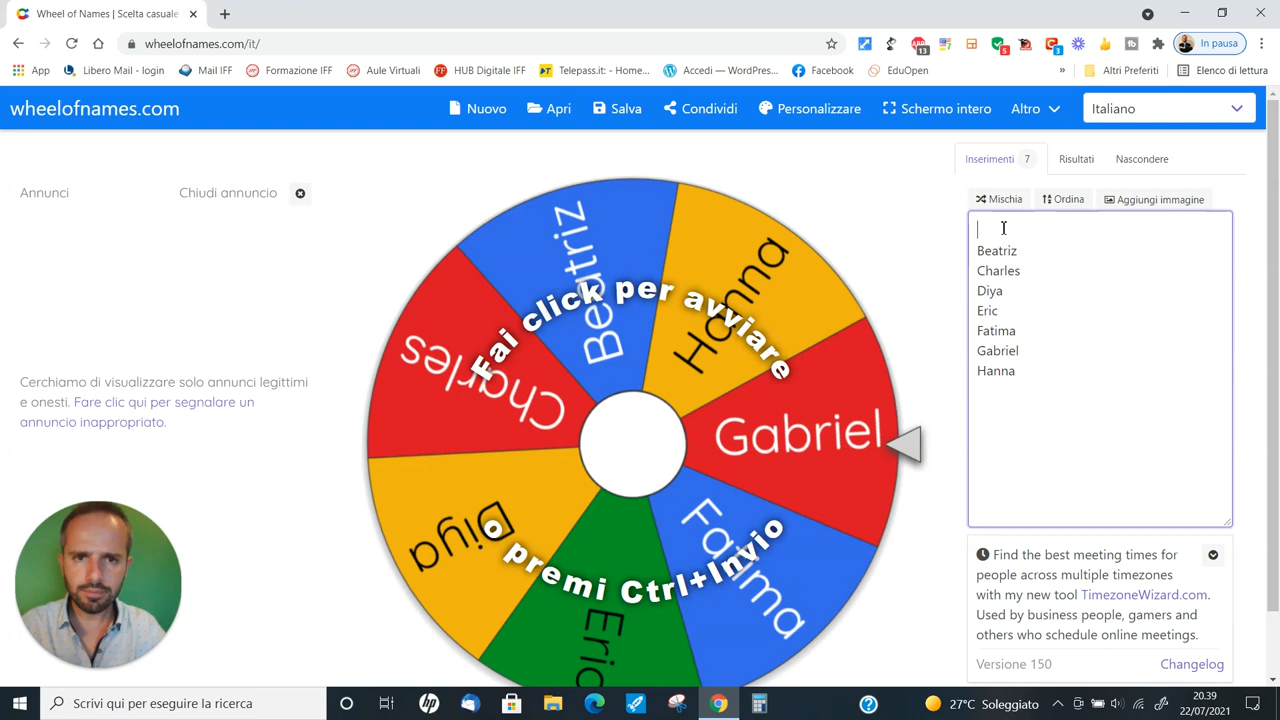 Wheel of Names | Scelta casuale
wheelofnames.com/it/
13
5
3
In pausa
App
Libero Mail - login
Mail IFF
Formazione IFF
Aule Virtuali
HUB Digitale IFF
Telepass.it: - Home...
Accedi — WordPres...
Facebook
EduOpen
»
Altri Preferiti
Elenco di lettura
wheelofnames.com
Nuovo
Apri
Salva
Condividi
Personalizzare
Schermo intero
Altro
Italiano
Annunci
Chiudi annuncio
Inserimenti 7
Risultati
Nascondere
Mischia
Ordina
Aggiungi immagine
Beatriz
Charles
Diya
Eric
Fatima
Gabriel
Hanna
Beatriz
Hanna
Charles
Gabriel
Diya
Fatima
Eric
Fai click per avviare
o premi Ctrl+Invio
Cerchiamo di visualizzare solo annunci legittimi
e onesti. Fare clic qui per segnalare un
annuncio inappropriato.
Find the best meeting times for
people across multiple timezones
with my new tool TimezoneWizard.com.
Used by business people, gamers and
others who schedule online meetings.
Versione 150
Changelog
Scrivi qui per eseguire la ricerca
hp
27°C Soleggiato
20.39
22/07/2021